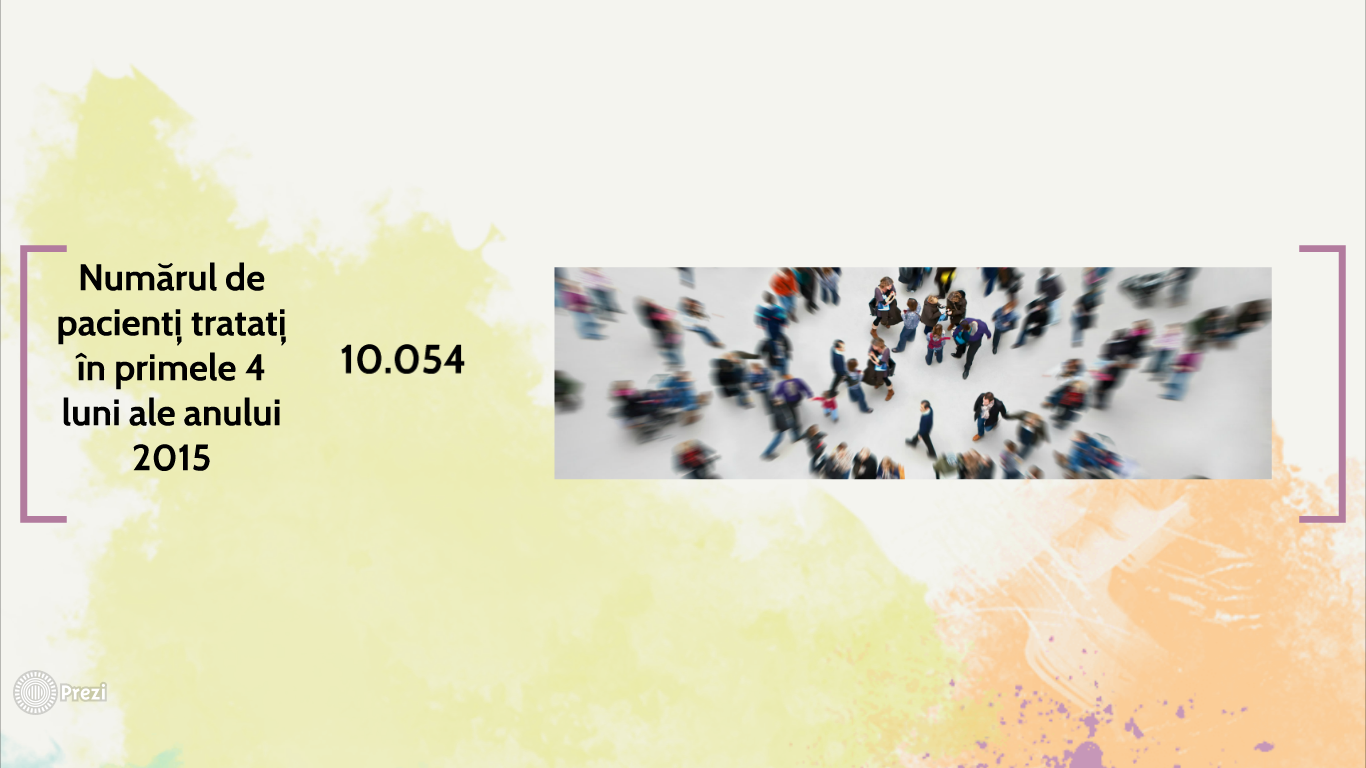 Numărul de
pacienți tratați
în primele 4
luni ale anului
2015
10.054
Prezi